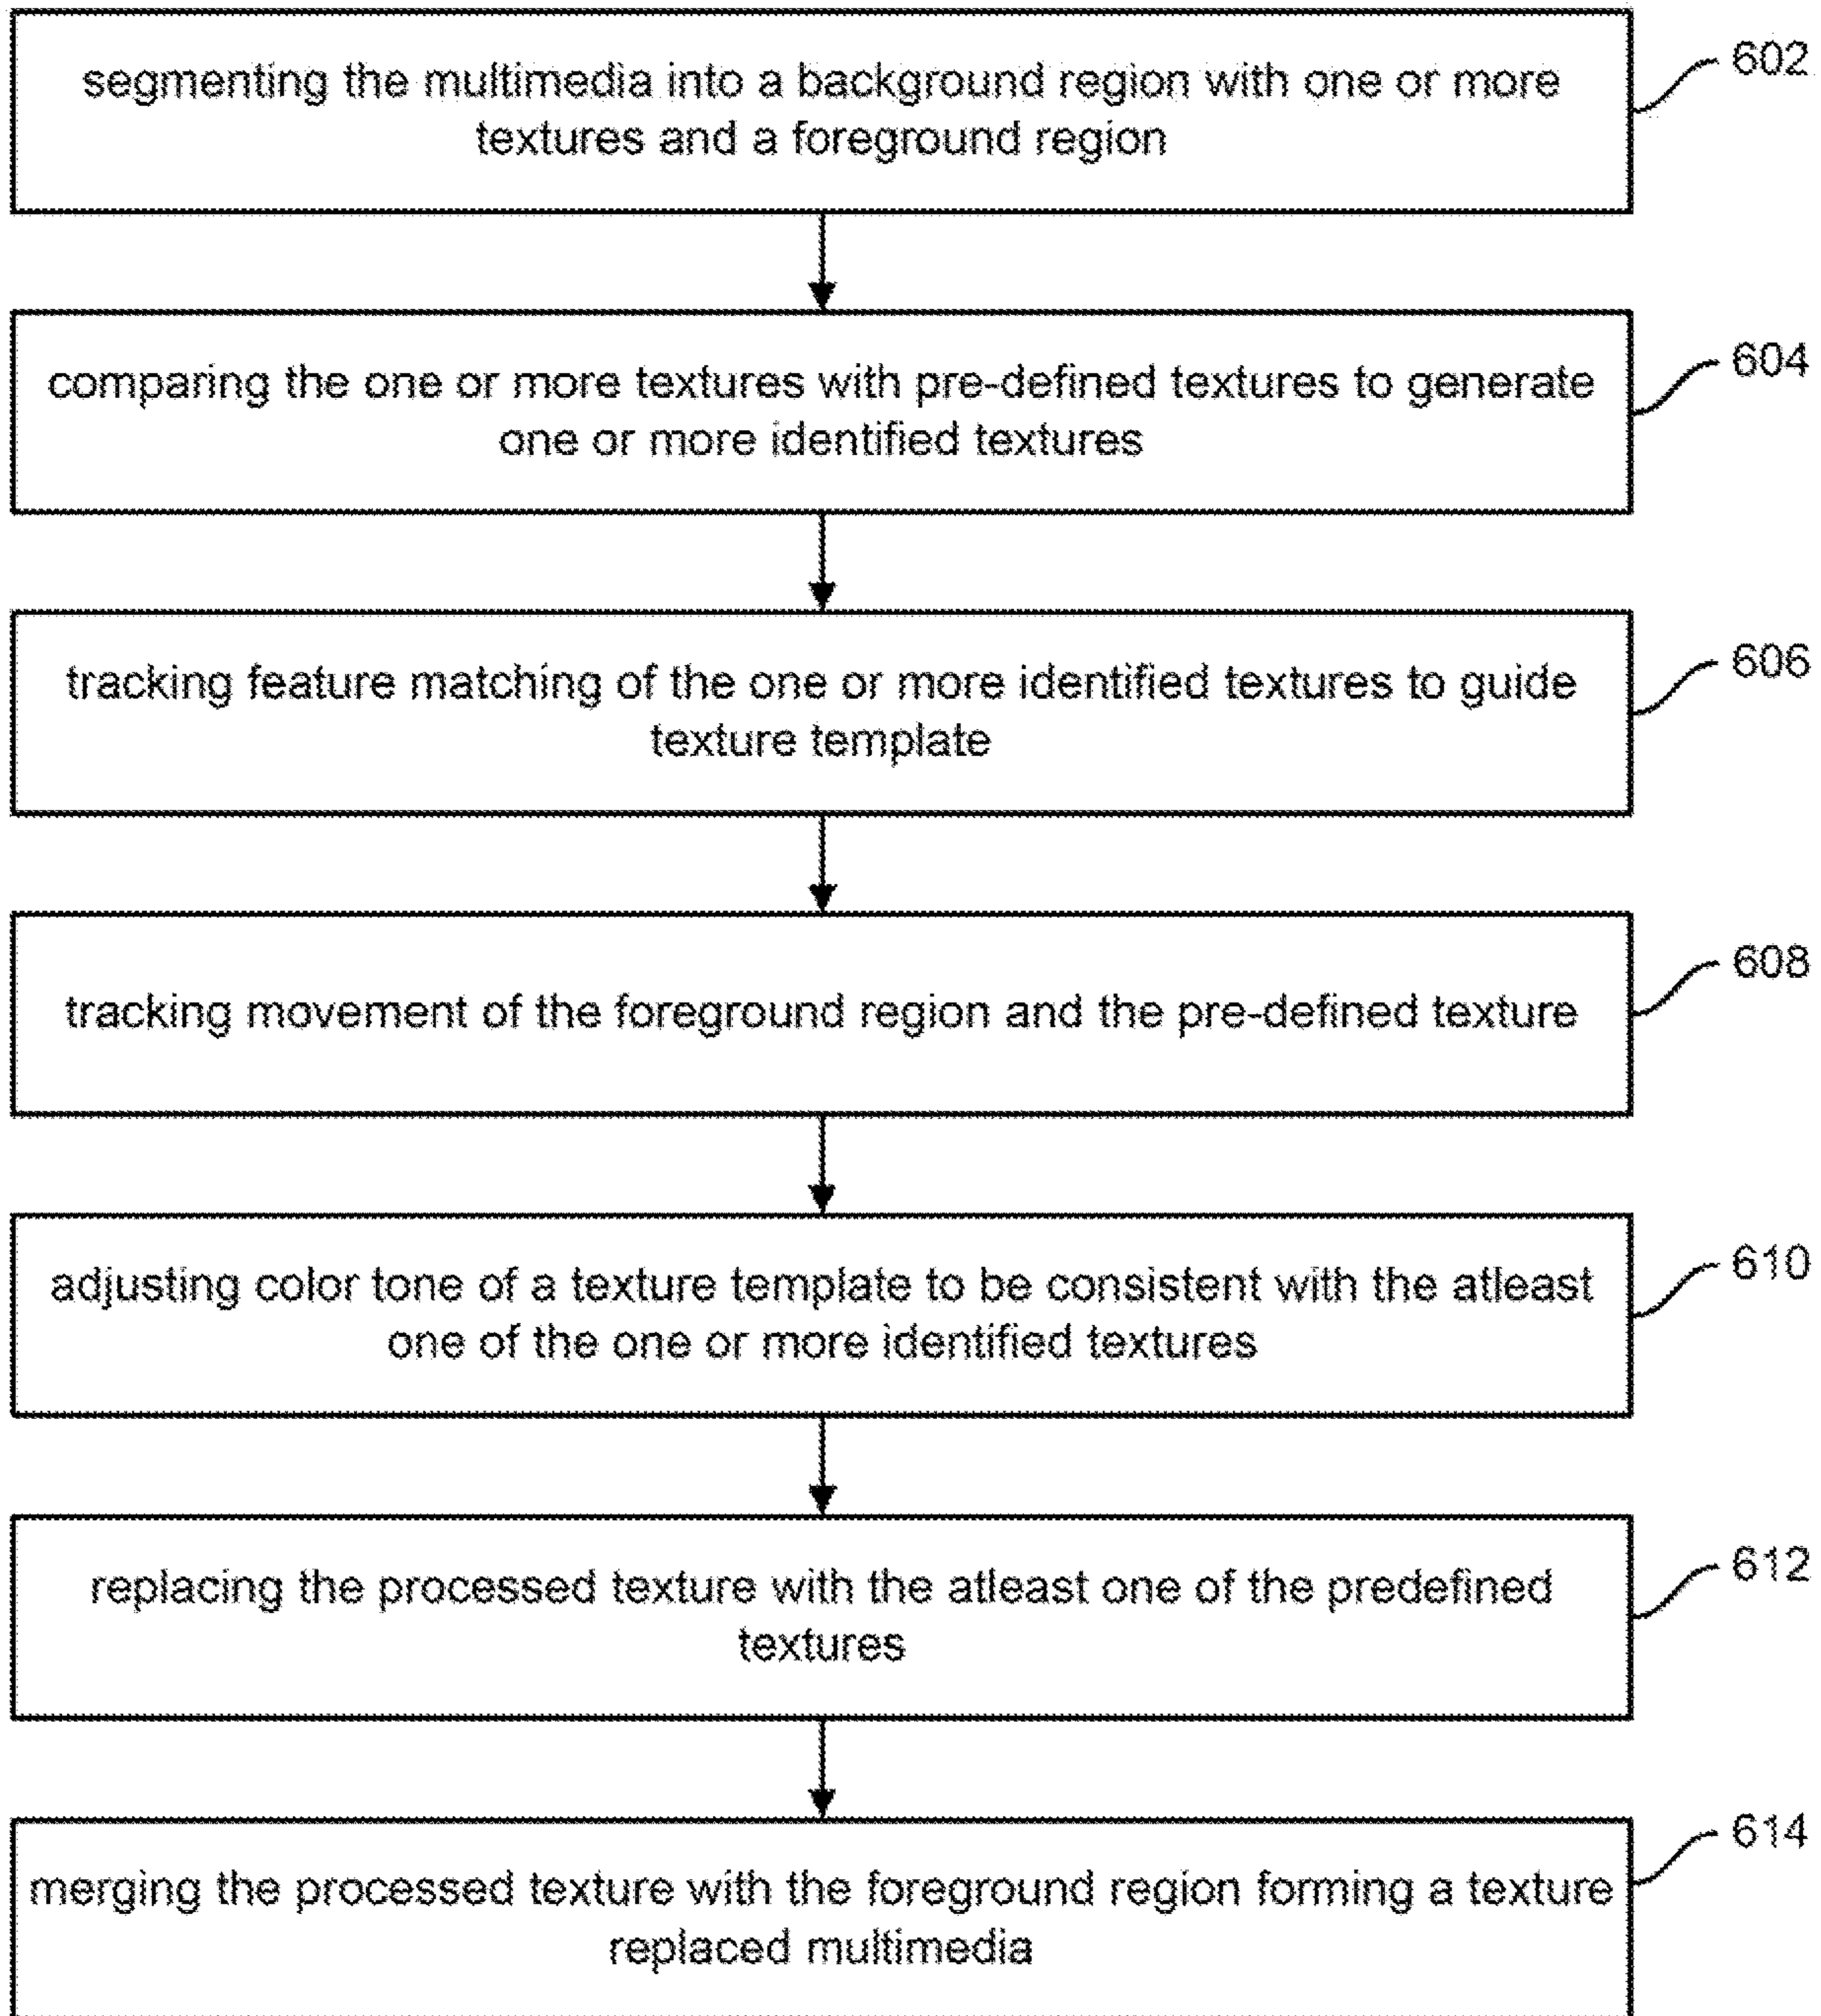 segmenting the multimedia into a background region with one or more
textures and a foreground region
602
comparing the one or more textures with pre-defined textures to generate
one or more identified textures
604
tracking feature matching of the one or more identified textures to guide
texture template
606
tracking movement of the foreground region and the pre-defined texture
608
adjusting color tone of a texture template to be consistent with the atleast
one of the one or more identified textures
610
replacing the processed texture with the atleast one of the predefined
textures
612
merging the processed texture with the foreground region forming a texture
replaced multimedia
614